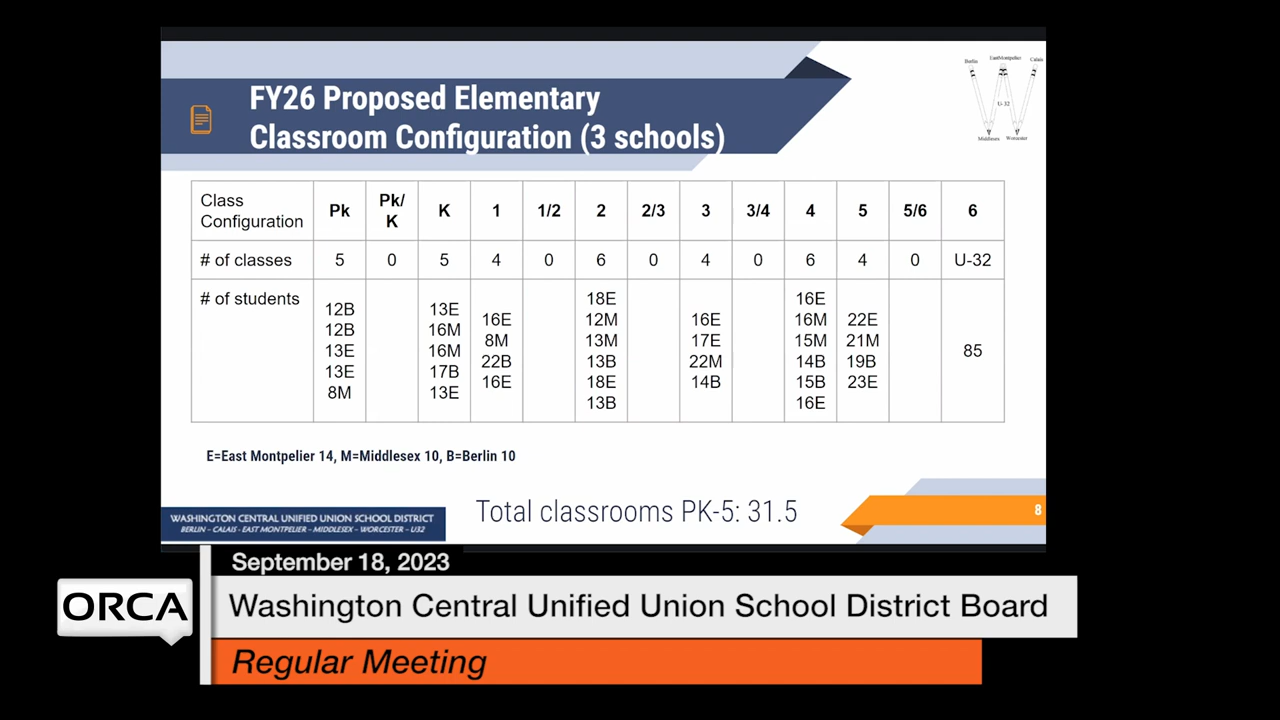 FY26 Proposed Elementary
Classroom Configuration (3 schools)
Berlin EastMontpelier Calais
U-32
Middlesex Worcester
Class Configuration Pk Pk/K K 1 1/2 2 2/3 3 3/4 4 5 5/6 6
# of classes 5 0 5 4 0 6 0 4 0 6 4 0 U-32
# of students
12B
12B
13E
13E
8M
13E
16M
16M
17B
13E
16E
8M
22B
16E
18E
12M
13M
13B
18E
13B
16E
17E
22M
14B
16E
16M
15M
14B
15B
16E
22E
21M
19B
23E
85
E=East Montpelier 14, M=Middlesex 10, B=Berlin 10
Total classrooms PK-5: 31.5
8
WASHINGTON CENTRAL UNIFIED UNION SCHOOL DISTRICT
BERLIN – CALAIS - EAST MONTPELIER – MIDDLESEX – WORCESTER – U32
September 18, 2023
ORCA
Washington Central Unified Union School District Board
Regular Meeting